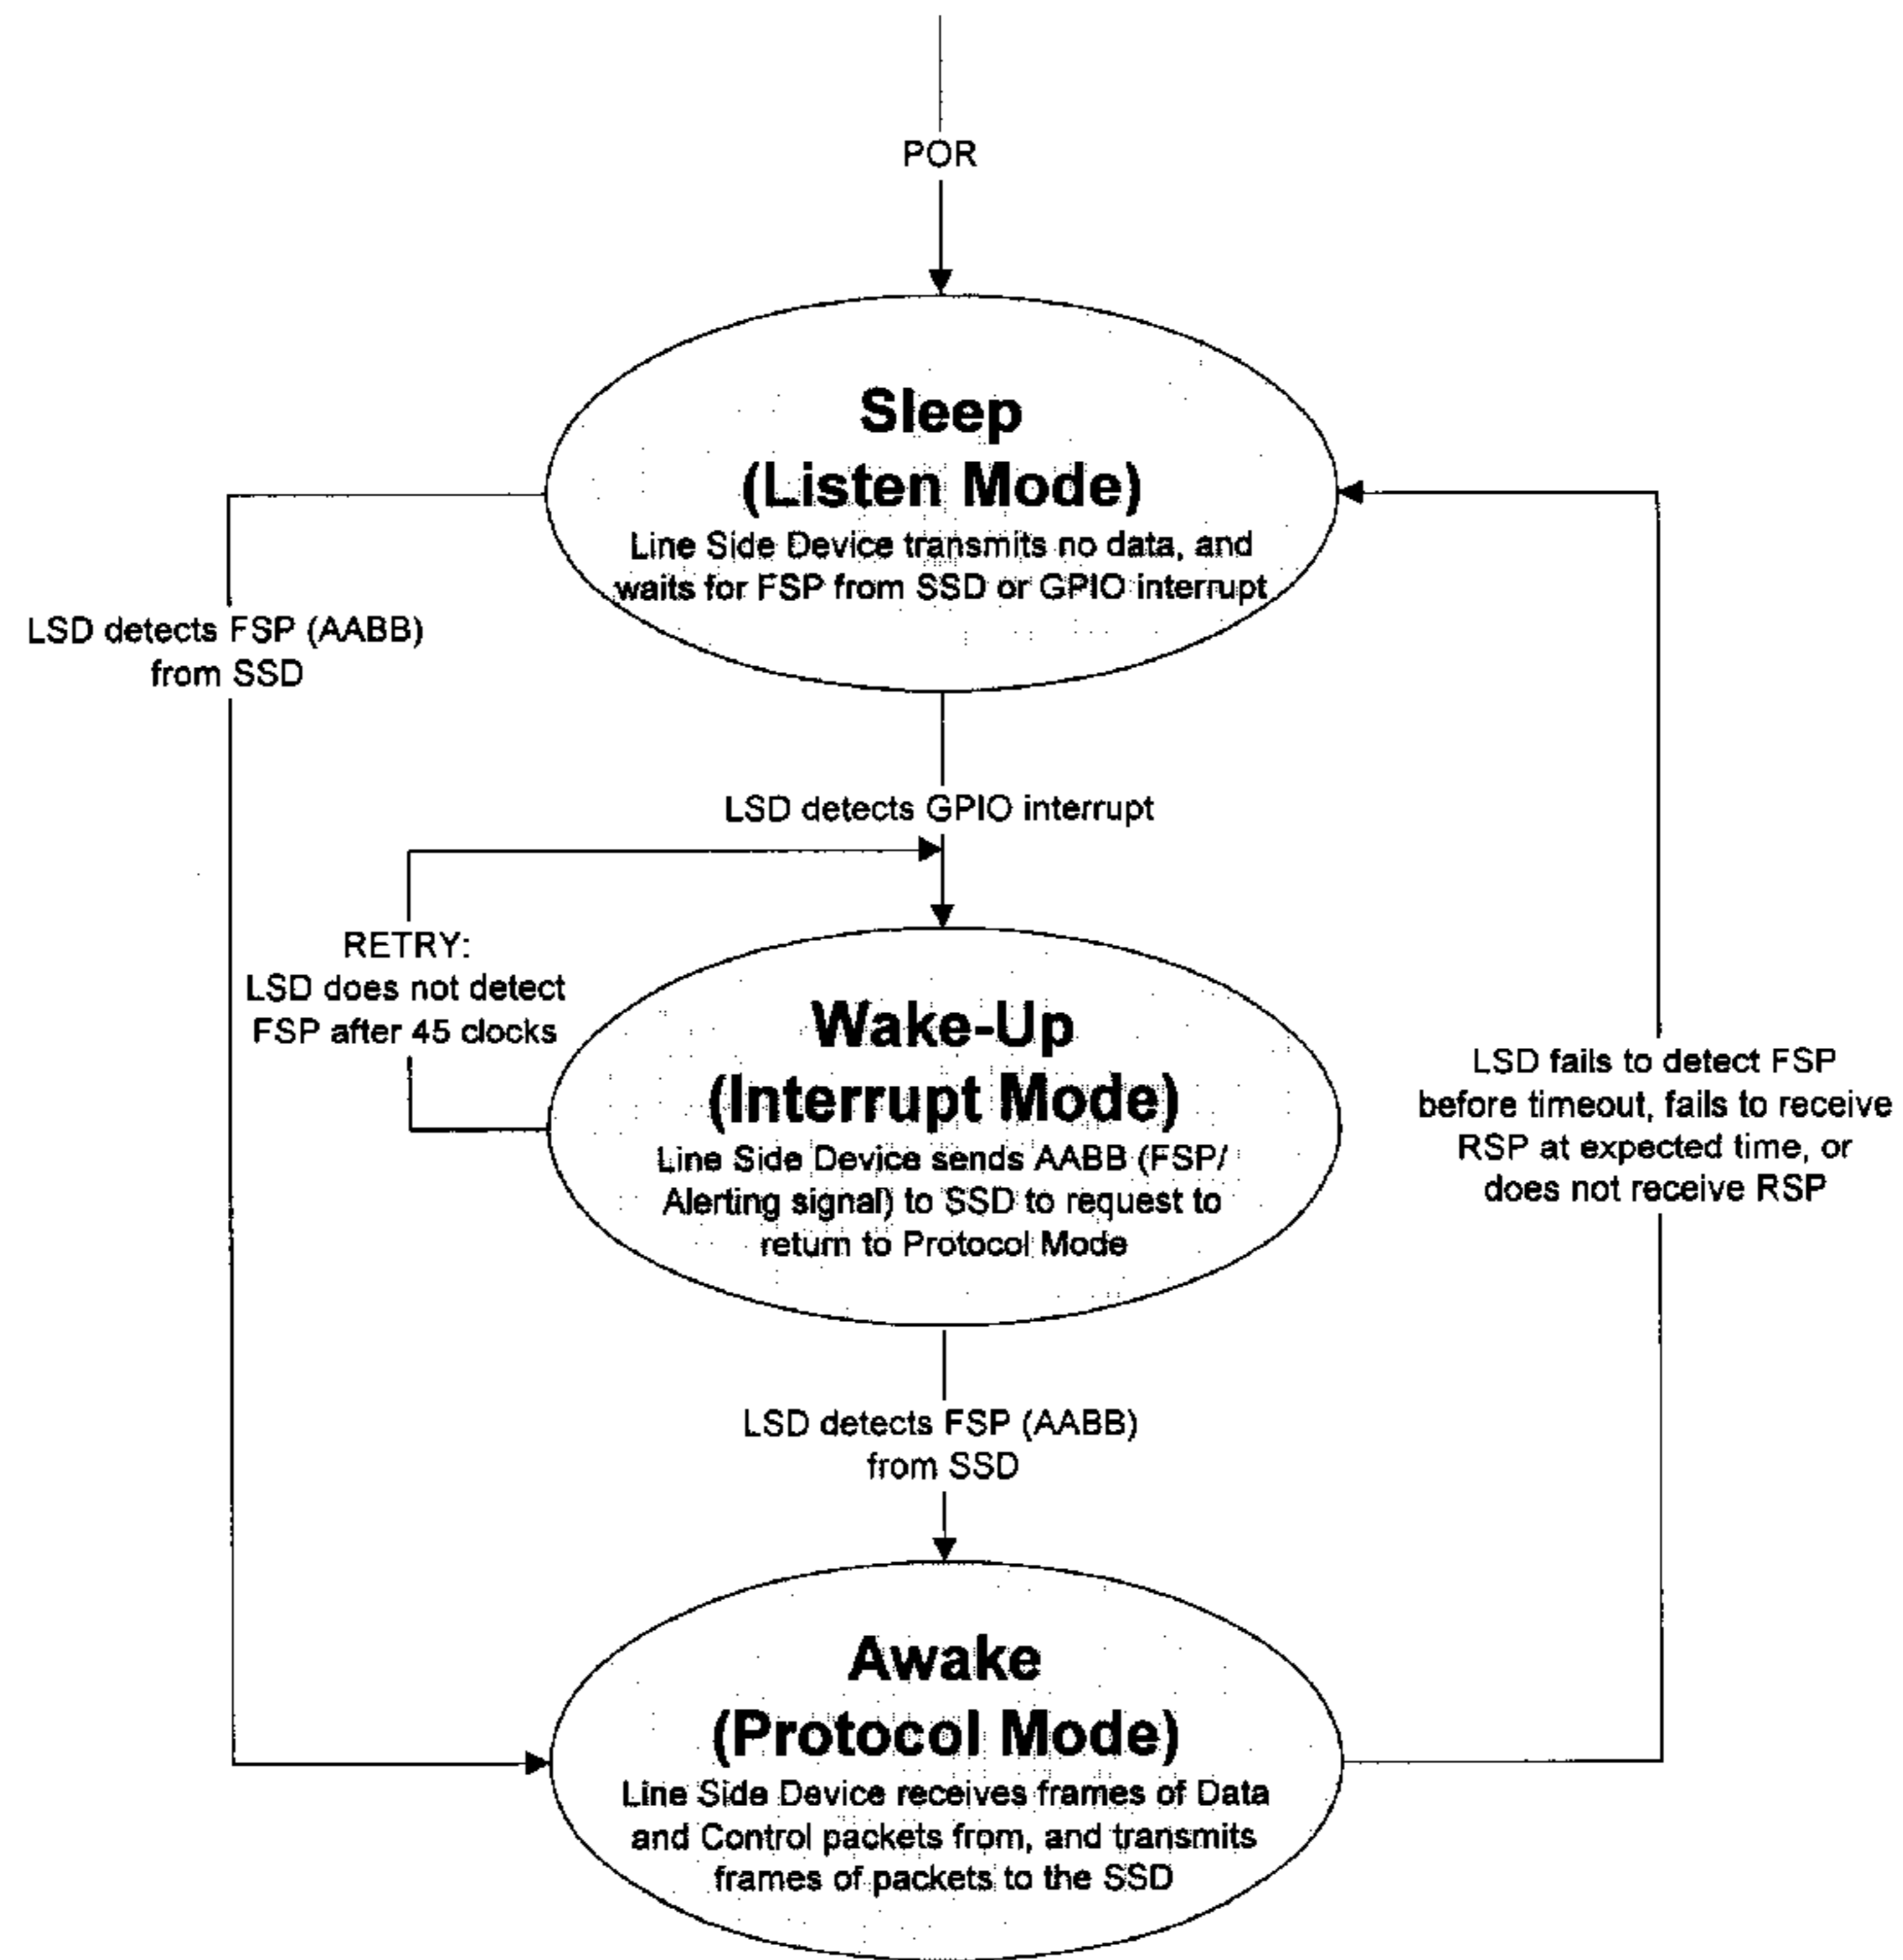 POR
Sleep
(Listen Mode)
Line Side Device transmits no data, and
waits for FSP from SSD or GPIO interrupt
LSD detects FSP (AABB)
from SSD
LSD detects GPIO interrupt
RETRY:
LSD does not detect
FSP after 45 clocks
Wake-Up
(Interrupt Mode)
Line Side Device sends AABB (FSP/
Alerting signal) to SSD to request to
return to Protocol Mode
LSD fails to detect FSP
before timeout, fails to receive
RSP at expected time, or
does not receive RSP
LSD detects FSP (AABB)
from SSD
Awake
(Protocol Mode)
Line Side Device receives frames of Data
and Control packets from, and transmits
frames of packets to the SSD